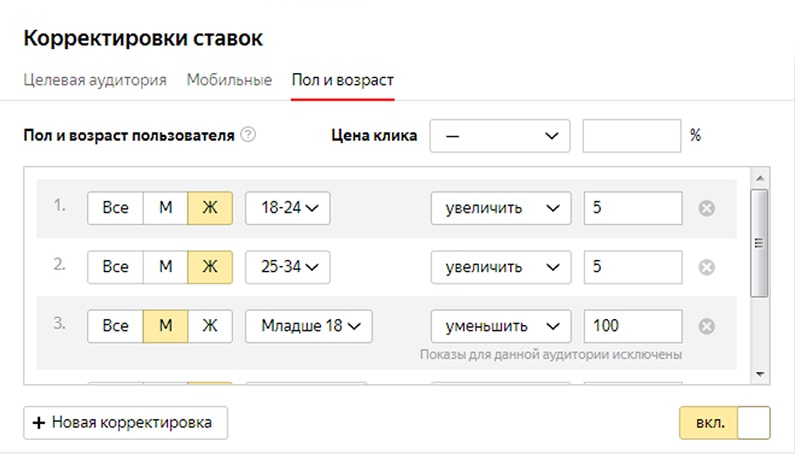 Корректировки ставок
Целевая аудитория Мобильные Пол и возраст
Пол и возраст пользователя ? Цена клика — %
1. Все М Ж 18-24 увеличить 5
2. Все М Ж 25-34 увеличить 5
3. Все М Ж Младше 18 уменьшить 100
Показы для данной аудитории исключены
+ Новая корректировка вкл.